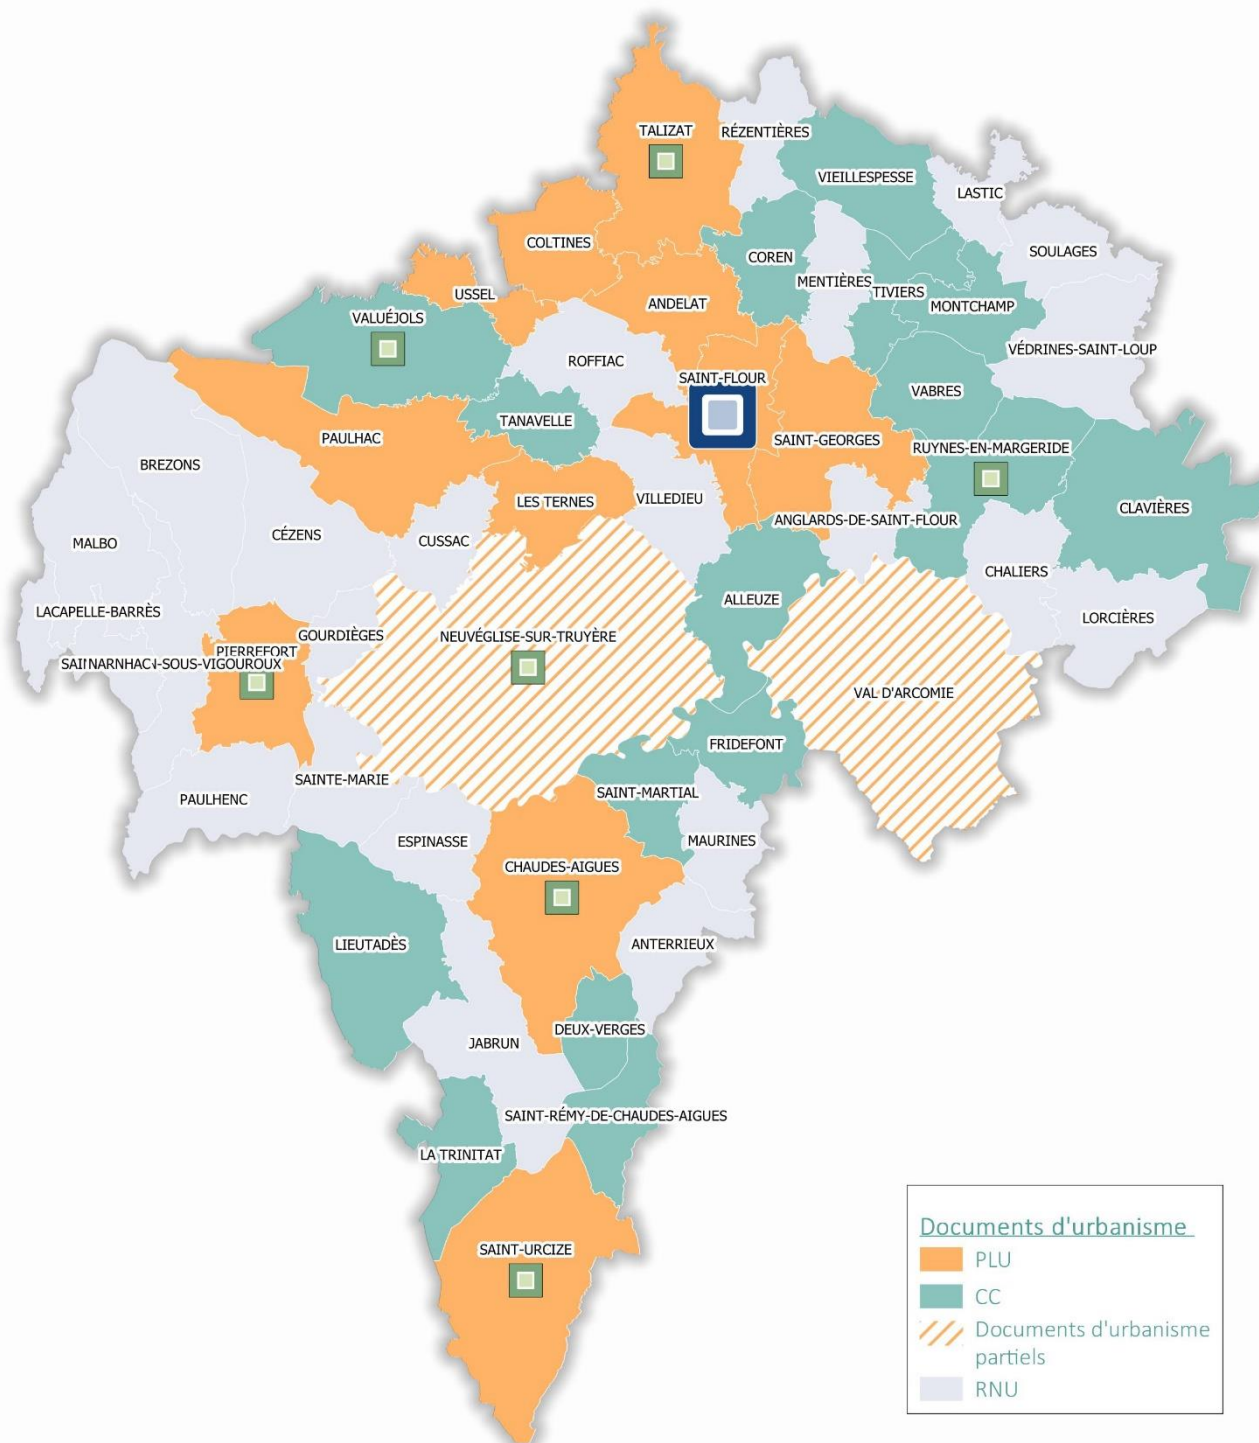 TALIZAT
RÉZENTIÈRES
VIEILLESPESSE
LASTIC
COLTINES
COREN
SOULAGES
MENTIÈRES
TIVIERS
USSEL
ANDELAT
MONTCHAMP
VALUÉJOLS
ROFFIAC
VÉDRINES-SAINT-LOUP
SAINT-FLOUR
VABRES
TANAVELLE
PAULHAC
SAINT-GEORGES
RUYNES-EN-MARGERIDE
BREZONS
LES TERNES
VILLEDIEU
CLAVIÈRES
ANGLARDS-DE-SAINT-FLOUR
CÉZENS
CUSSAC
MALBO
CHALIERS
ALLEUZE
LACAPELLE-BARRÈS
LORCIÈRES
GOURDIÈGES
NEUVÉGLISE-SUR-TRUYÈRE
PIERREFORT
-SOUS-VIGOUROUX
VAL D'ARCOMIE
FRIDEFONT
SAINTE-MARIE
SAINT-MARTIAL
PAULHENC
ESPINASSE
MAURINES
CHAUDES-AIGUES
LIEUTADÈS
ANTERRIEUX
DEUX-VERGES
JABRUN
SAINT-RÉMY-DE-CHAUDES-AIGUES
LA TRINITAT
SAINT-URCIZE
Documents d'urbanisme
PLU
CC
Documents d'urbanisme
partiels
RNU